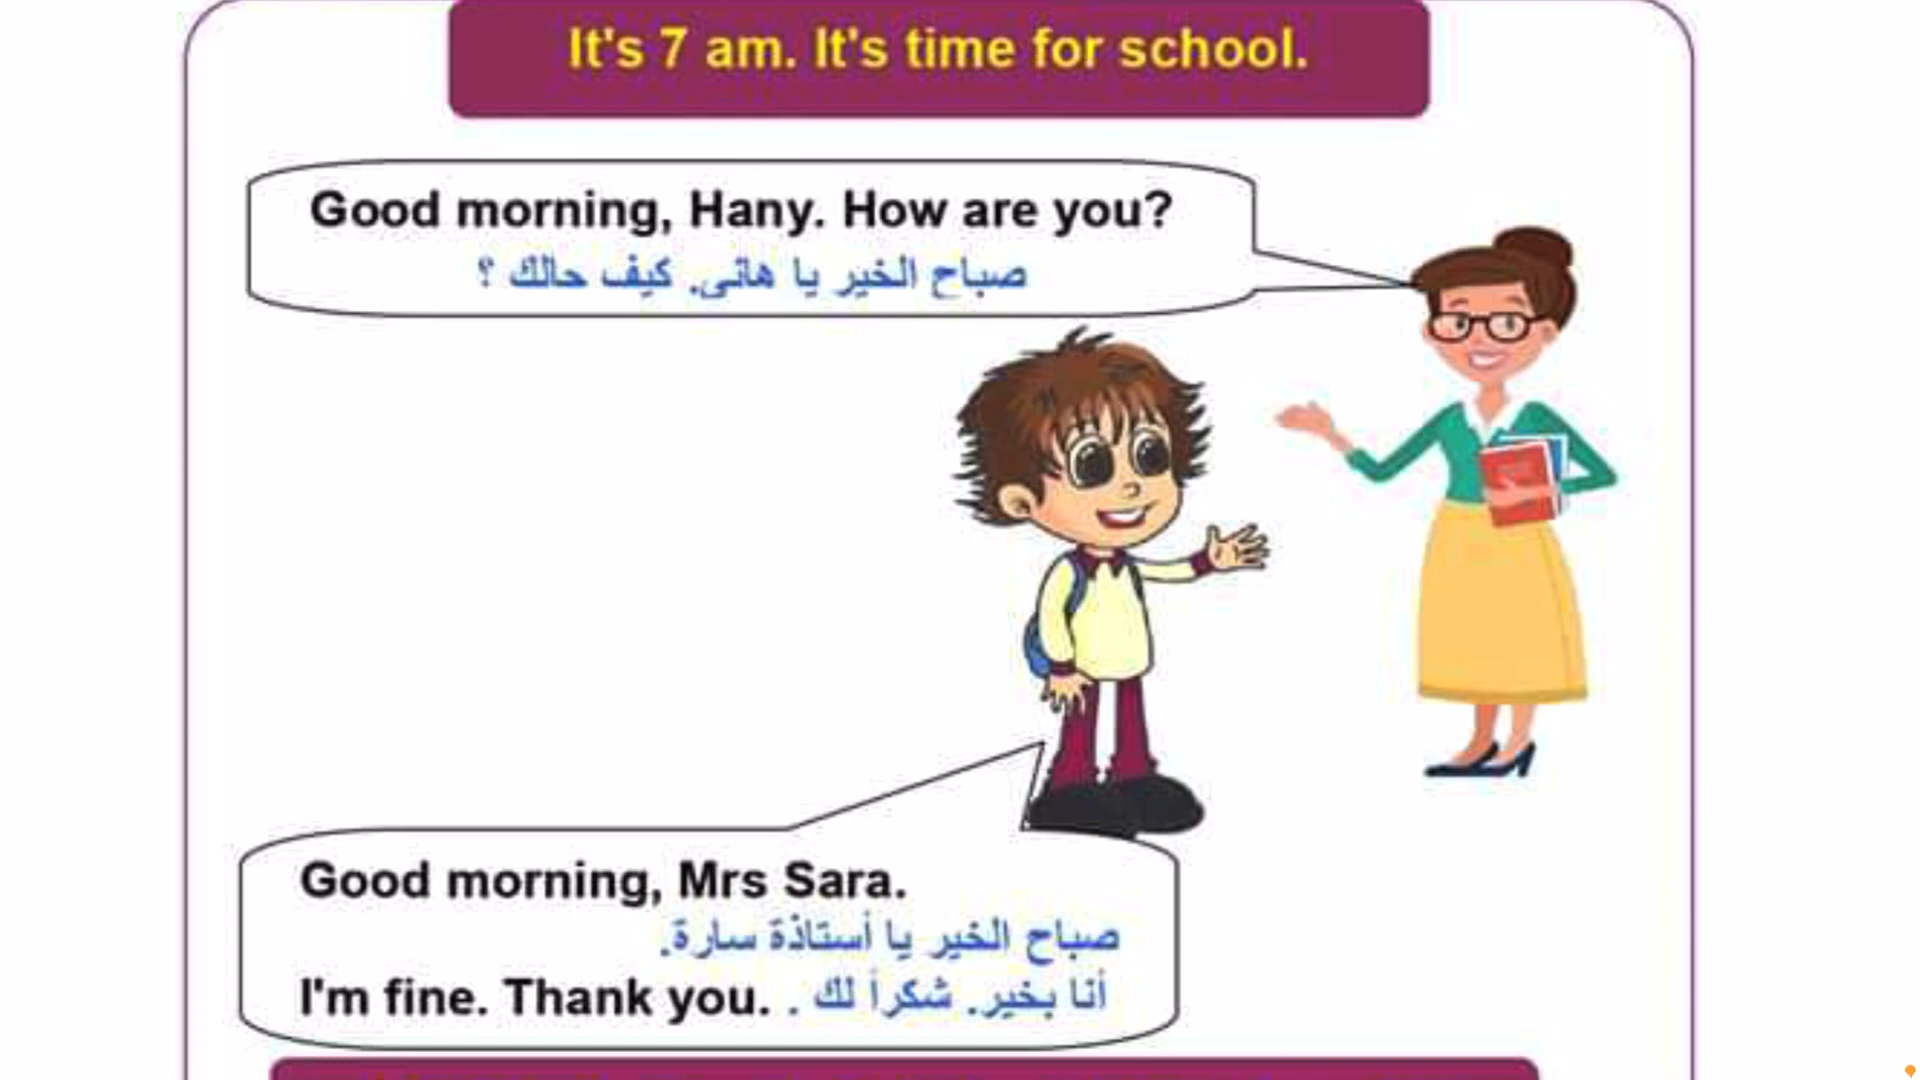 It's 7 am. It's time for school.
Good morning, Hany. How are you?
صباح الخير يا هانى. كيف حالك ؟
Good morning, Mrs Sara.
صباح الخير يا أستاذة سارة.
I'm fine. Thank you. أنا بخير. شكراً لك .